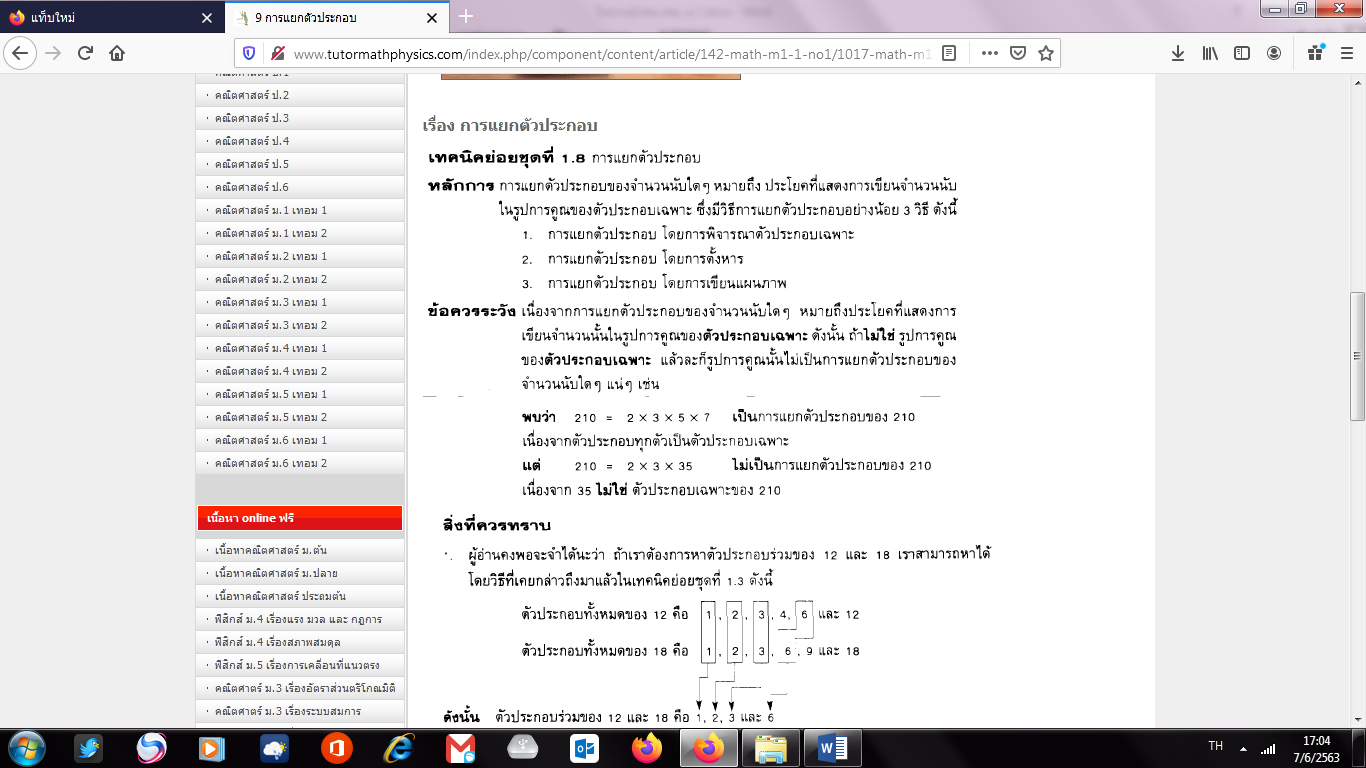 แท็บใหม่
9 การแยกตัวประกอบ
www.tutormathphysics.com/index.php/component/content/article/142-math-m1-1-no1/1017-math-m1
คณิตศาสตร์ ป.2
คณิตศาสตร์ ป.3
คณิตศาสตร์ ป.4
คณิตศาสตร์ ป.5
คณิตศาสตร์ ป.6
คณิตศาสตร์ ม.1 เทอม 1
คณิตศาสตร์ ม.1 เทอม 2
คณิตศาสตร์ ม.2 เทอม 1
คณิตศาสตร์ ม.2 เทอม 2
คณิตศาสตร์ ม.3 เทอม 1
คณิตศาสตร์ ม.3 เทอม 2
คณิตศาสตร์ ม.4 เทอม 1
คณิตศาสตร์ ม.4 เทอม 2
คณิตศาสตร์ ม.5 เทอม 1
คณิตศาสตร์ ม.5 เทอม 2
คณิตศาสตร์ ม.6 เทอม 1
คณิตศาสตร์ ม.6 เทอม 2
เนื้อหา online ฟรี
เนื้อหาคณิตศาสตร์ ม.ต้น
เนื้อหาคณิตศาสตร์ ม.ปลาย
เนื้อหาคณิตศาสตร์ ประถมต้น
ฟิสิกส์ ม.4 เรื่องแรง มวล และ กฎการ
ฟิสิกส์ ม.4 เรื่องสภาพสมดุล
ฟิสิกส์ ม.5 เรื่องการเคลื่อนที่แนวตรง
คณิตศาตร์ ม.3 เรื่องอัตราส่วนตรีโกณมิติ
คณิตศาตร์ ม.3 เรื่องระบบสมการ
เรื่อง การแยกตัวประกอบ
เทคนิคย่อยชุดที่ 1.8 การแยกตัวประกอบ
หลักการ การแยกตัวประกอบของจำนวนนับใดๆ หมายถึง ประโยคที่แสดงการเขียนจำนวนนับ
ในรูปการคูณของตัวประกอบเฉพาะ ซึ่งมีวิธีการแยกตัวประกอบอย่างน้อย 3 วิธี ดังนี้
1. การแยกตัวประกอบ โดยการพิจารณาตัวประกอบเฉพาะ
2. การแยกตัวประกอบ โดยการตั้งหาร
3. การแยกตัวประกอบ โดยการเขียนแผนภาพ
ข้อควรระวัง เนื่องจากการแยกตัวประกอบของจำนวนนับใดๆ หมายถึงประโยคที่แสดงการ
เขียนจำนวนนั้นในรูปการคูณของตัวประกอบเฉพาะ ดังนั้น ถ้าไม่ใช่ รูปการคูณ
ของตัวประกอบเฉพาะ แล้วละก็รูปการคูณนั้นไม่เป็นการแยกตัวประกอบของ
จำนวนนับใดๆ แน่ๆ เช่น
พบว่า 210 = 2 × 3 × 5 × 7 เป็นการแยกตัวประกอบของ 210
เนื่องจากตัวประกอบทุกตัวเป็นตัวประกอบเฉพาะ
แต่ 210 = 2 × 3 × 35 ไม่เป็นการแยกตัวประกอบของ 210
เนื่องจาก 35 ไม่ใช่ ตัวประกอบเฉพาะของ 210
สิ่งที่ควรทราบ
1. ผู้อ่านคงพอจะจำได้นะว่า ถ้าเราต้องการหาตัวประกอบร่วมของ 12 และ 18 เราสามารถหาได้
โดยวิธีที่เคยกล่าวถึงมาแล้วในเทคนิคย่อยชุดที่ 1.3 ดังนี้
ตัวประกอบทั้งหมดของ 12 คือ 1, 2, 3, 4, 6 และ 12
ตัวประกอบทั้งหมดของ 18 คือ 1, 2, 3, 6, 9 และ 18
ดังนั้น ตัวประกอบร่วมของ 12 และ 18 คือ 1, 2, 3 และ 6
TH
17:04
7/6/2563